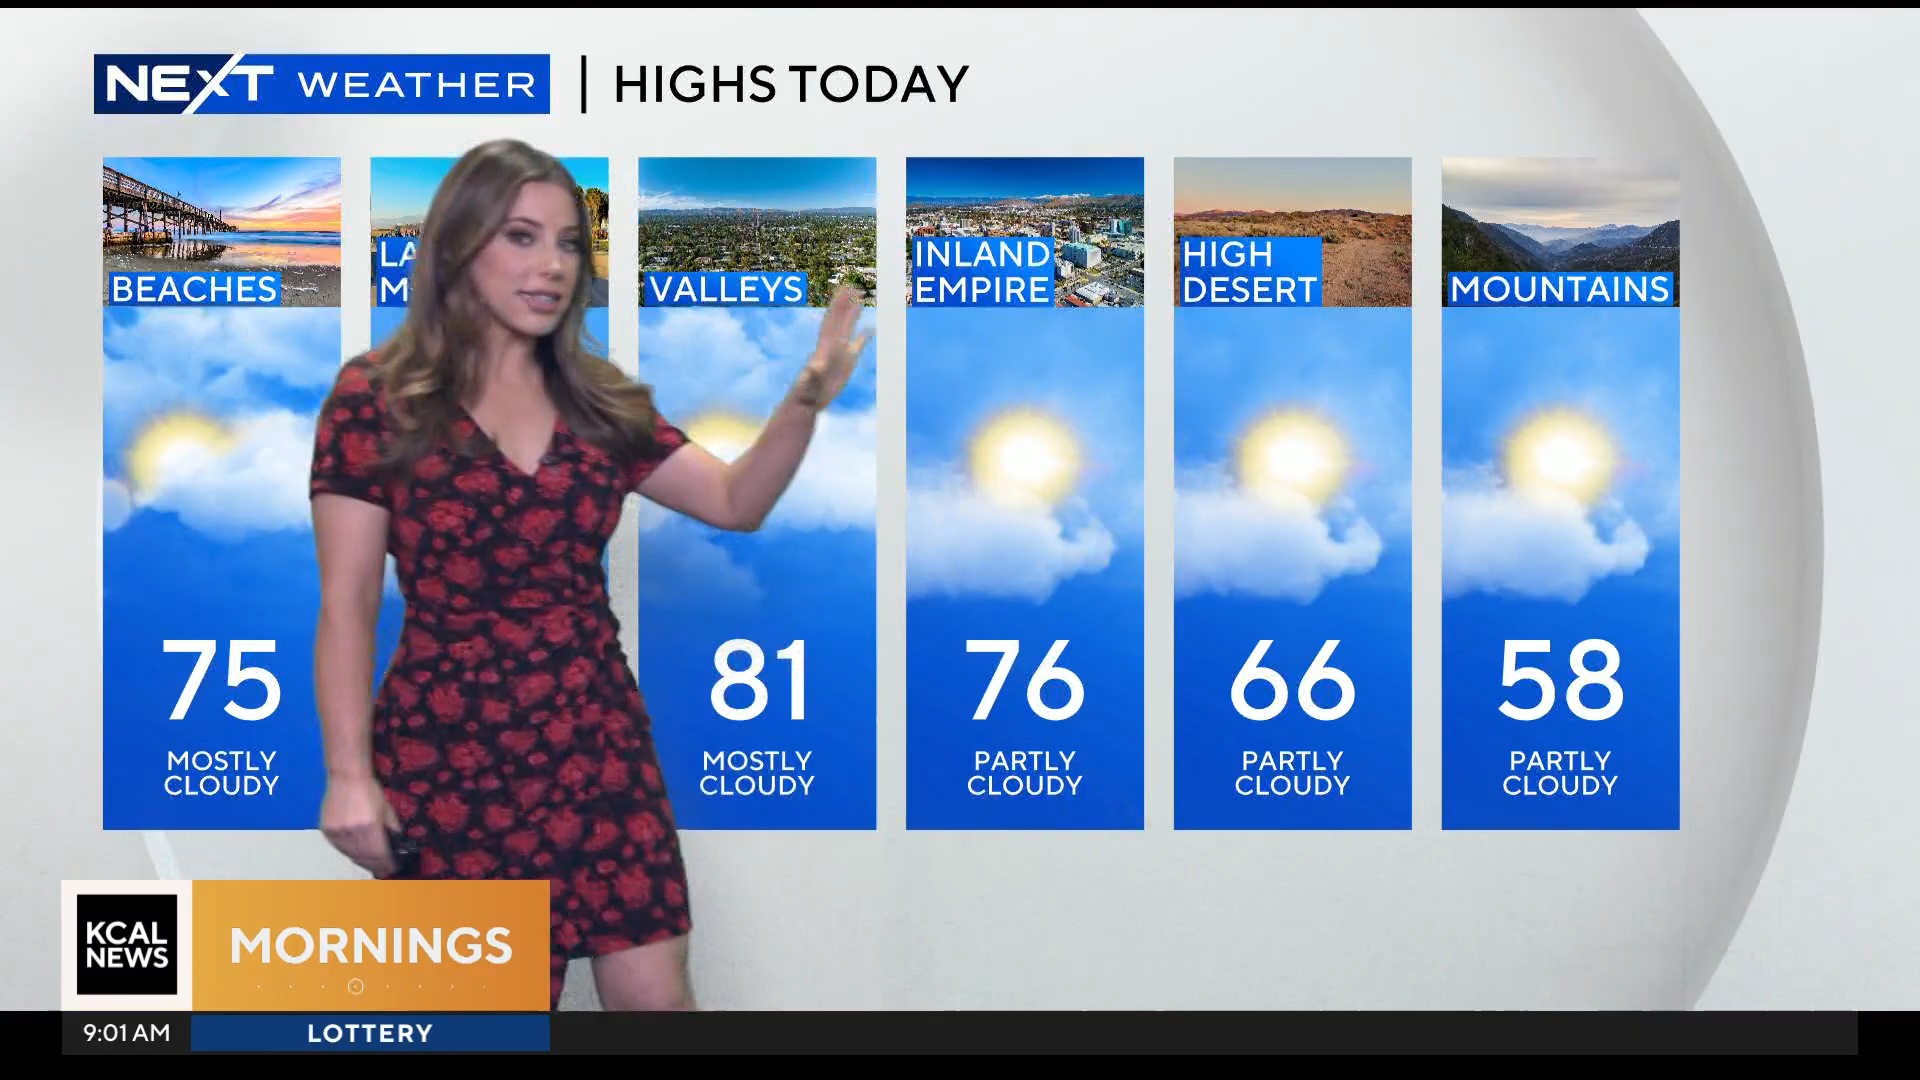 NEXT WEATHER | HIGHS TODAY
BEACHES
VALLEYS
INLAND
EMPIRE
HIGH
DESERT
MOUNTAINS
75
81
76
66
58
MOSTLY
CLOUDY
MOSTLY
CLOUDY
PARTLY
CLOUDY
PARTLY
CLOUDY
PARTLY
CLOUDY
KCAL
NEWS
MORNINGS
9:01 AM
LOTTERY